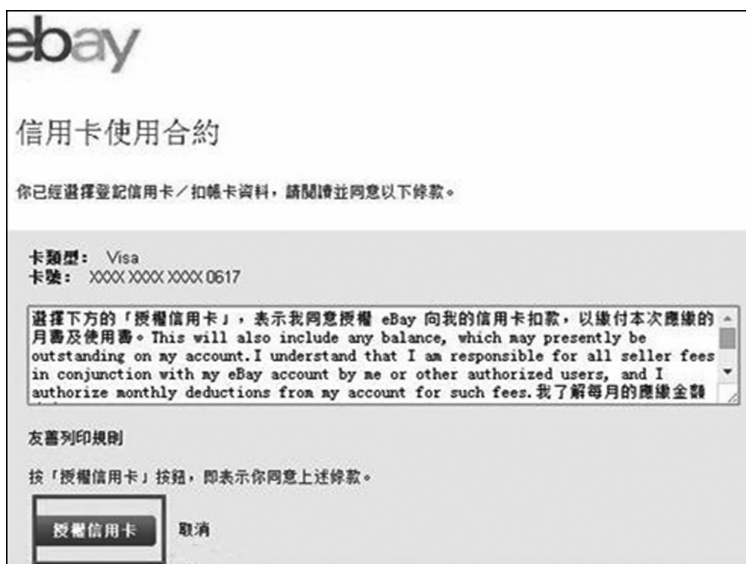 ebay
信用卡使用合約
你已經選擇登記信用卡／扣帳卡資料，請閱讀並同意以下條款。
卡類型： Visa
卡號： XXXX XXXX XXXX 0617
選擇下方的「授權信用卡」，表示我同意授權 eBay 向我的信用卡扣款，以繳付本次應繳的
月費及使用費。This will also include any balance, which may presently be
outstanding on my account.I understand that I am responsible for all seller fees
in conjunction with my eBay account by me or other authorized users, and I
authorize monthly deductions from my account for such fees.我了解每月的應繳金額
友善列印規則
按「授權信用卡」按鈕，即表示你同意上述條款。
授權信用卡 取消